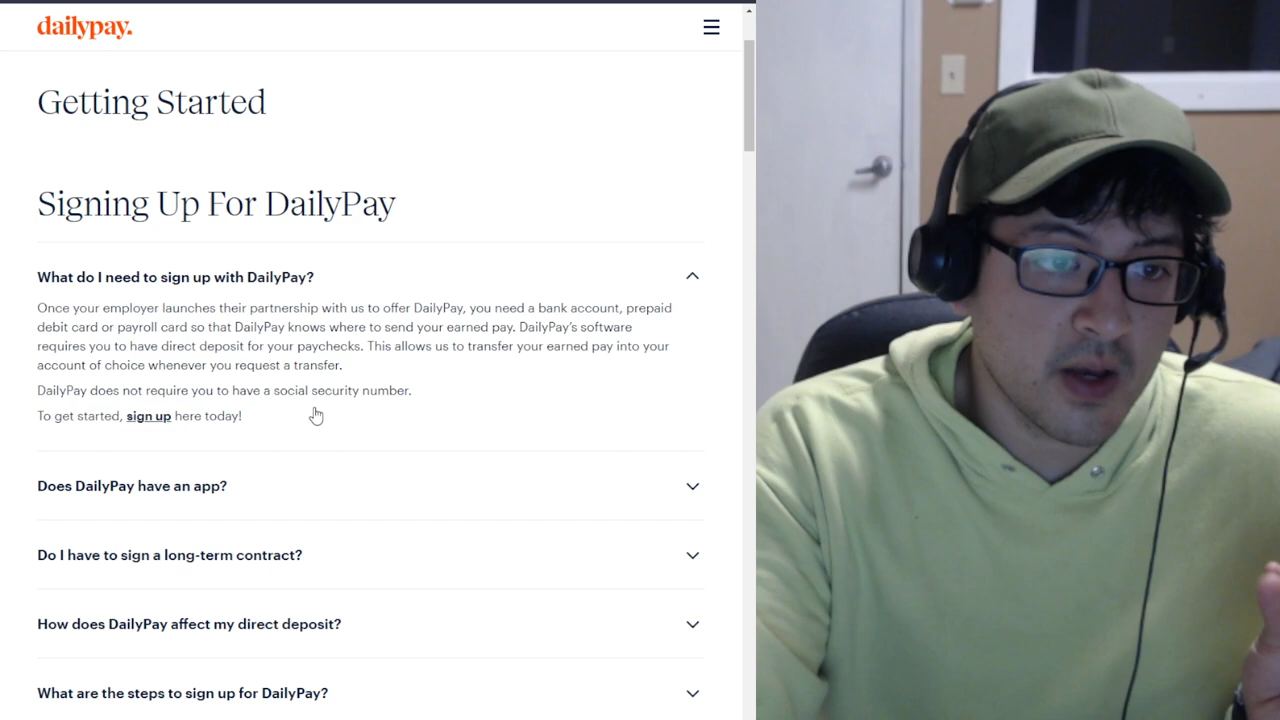 dailypay.
Getting Started
Signing Up For DailyPay
What do I need to sign up with DailyPay?
Once your employer launches their partnership with us to offer DailyPay, you need a bank account, prepaid
debit card or payroll card so that DailyPay knows where to send your earned pay. DailyPay’s software
requires you to have direct deposit for your paychecks. This allows us to transfer your earned pay into your
account of choice whenever you request a transfer.
DailyPay does not require you to have a social security number.
To get started, sign up here today!
Does DailyPay have an app?
Do I have to sign a long-term contract?
How does DailyPay affect my direct deposit?
What are the steps to sign up for DailyPay?